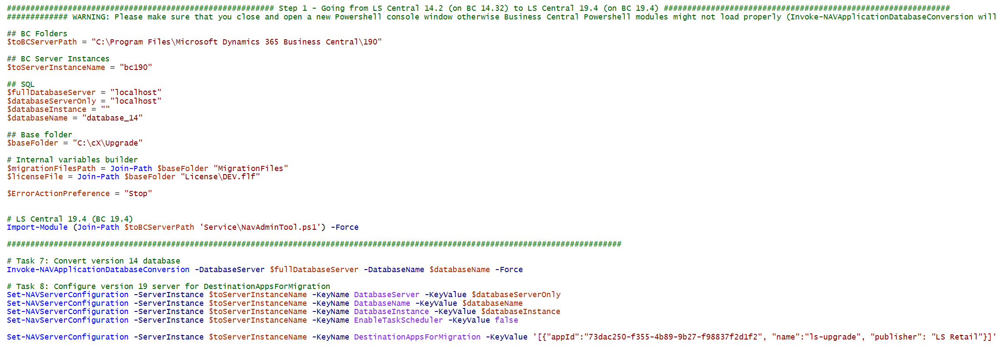 ######################################################### Step 1 - Going from LS Central 14.2 (on BC 14.32) to LS Central 19.4 (on BC 19.4) #############################################################
############# WARNING: Please make sure that you close and open a new Powershell console window otherwise Business Central Powershell modules might not load properly (Invoke-NAVApplicationDatabaseConversion will
## BC Folders
$toBCServerPath = "C:\Program Files\Microsoft Dynamics 365 Business Central\190"
## BC Server Instances
$toServerInstanceName = "bc190"
## SQL
$fullDatabaseServer = "localhost"
$databaseServerOnly = "localhost"
$databaseInstance = ""
$databaseName = "database_14"
## Base folder
$baseFolder = "C:\cX\Upgrade"
# Internal variables builder
$migrationFilesPath = Join-Path $baseFolder "MigrationFiles"
$licenseFile = Join-Path $baseFolder "License\DEV.flf"
$ErrorActionPreference = "Stop"
# LS Central 19.4 (BC 19.4)
Import-Module (Join-Path $toBCServerPath 'Service\NavAdminTool.ps1') -Force
###################################################################################################################################
# Task 7: Convert version 14 database
Invoke-NAVApplicationDatabaseConversion -DatabaseServer $fullDatabaseServer -DatabaseName $databaseName -Force
# Task 8: Configure version 19 server for DestinationAppsForMigration
Set-NAVServerConfiguration -ServerInstance $toServerInstanceName -KeyName DatabaseServer -KeyValue $databaseServerOnly
Set-NAVServerConfiguration -ServerInstance $toServerInstanceName -KeyName DatabaseName -KeyValue $databaseName
Set-NAVServerConfiguration -ServerInstance $toServerInstanceName -KeyName DatabaseInstance -KeyValue $databaseInstance
Set-NavServerConfiguration -ServerInstance $toServerInstanceName -KeyName EnableTaskScheduler -KeyValue false
Set-NAVServerConfiguration -ServerInstance $toServerInstanceName -KeyName DestinationAppsForMigration -KeyValue '[{"appId":"73dac250-f355-4b89-9b27-f98837f2d1f2", "name":"ls-upgrade", "publisher": "LS Retail"}]'